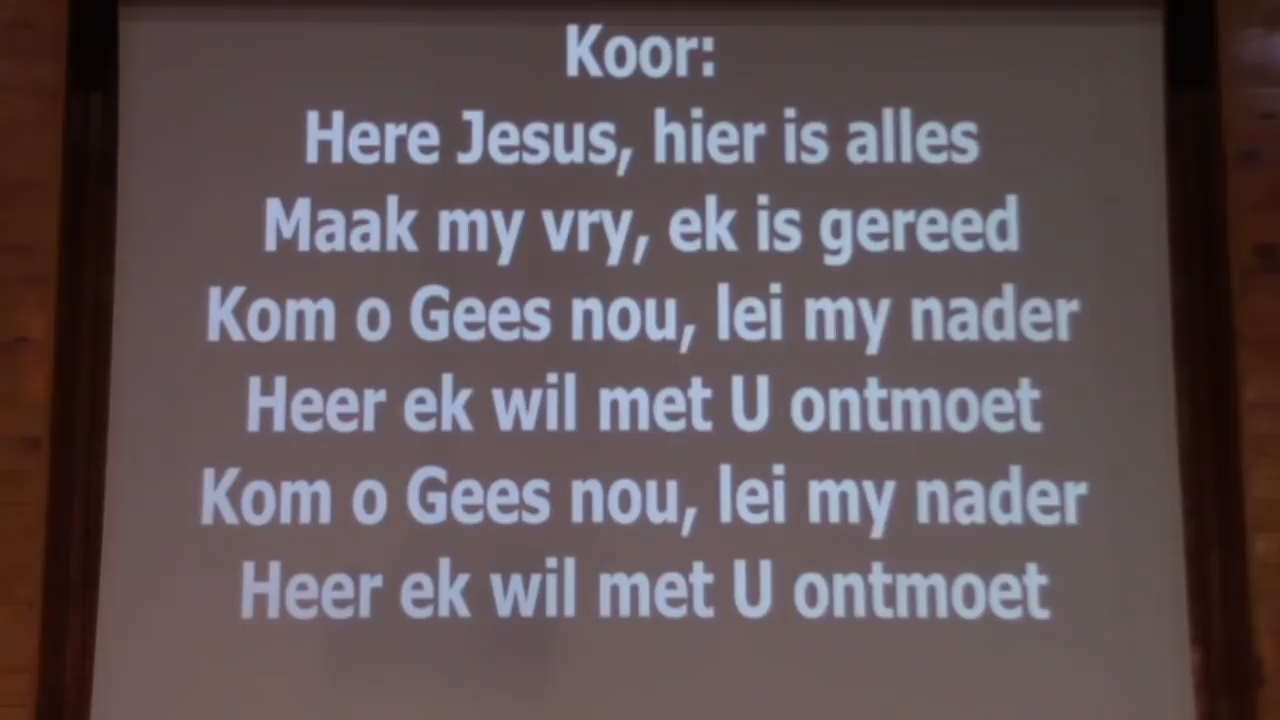 Koor:
Here Jesus, hier is alles
Maak my vry, ek is gereed
Kom o Gees nou, lei my nader
Heer ek wil met U ontmoet
Kom o Gees nou, lei my nader
Heer ek wil met U ontmoet